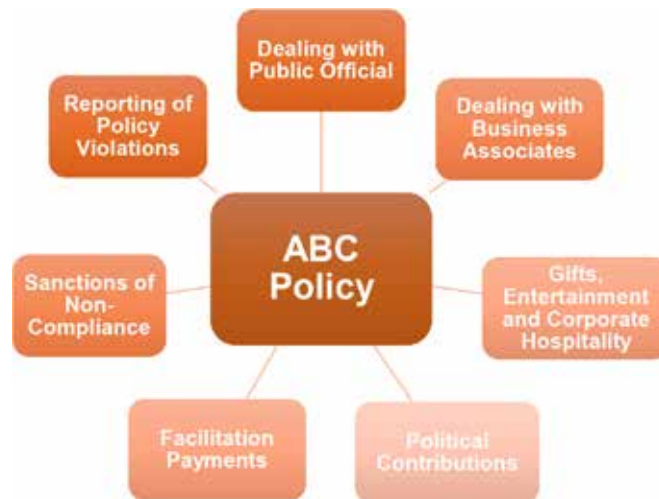 Dealing with
Public Official
Reporting of
Policy
Violations
Dealing with
Business
Associates
ABC
Policy
Sanctions of
Non-
Compliance
Gifts,
Entertainment
and Corporate
Hospitality
Facilitation
Payments
Political
Contributions